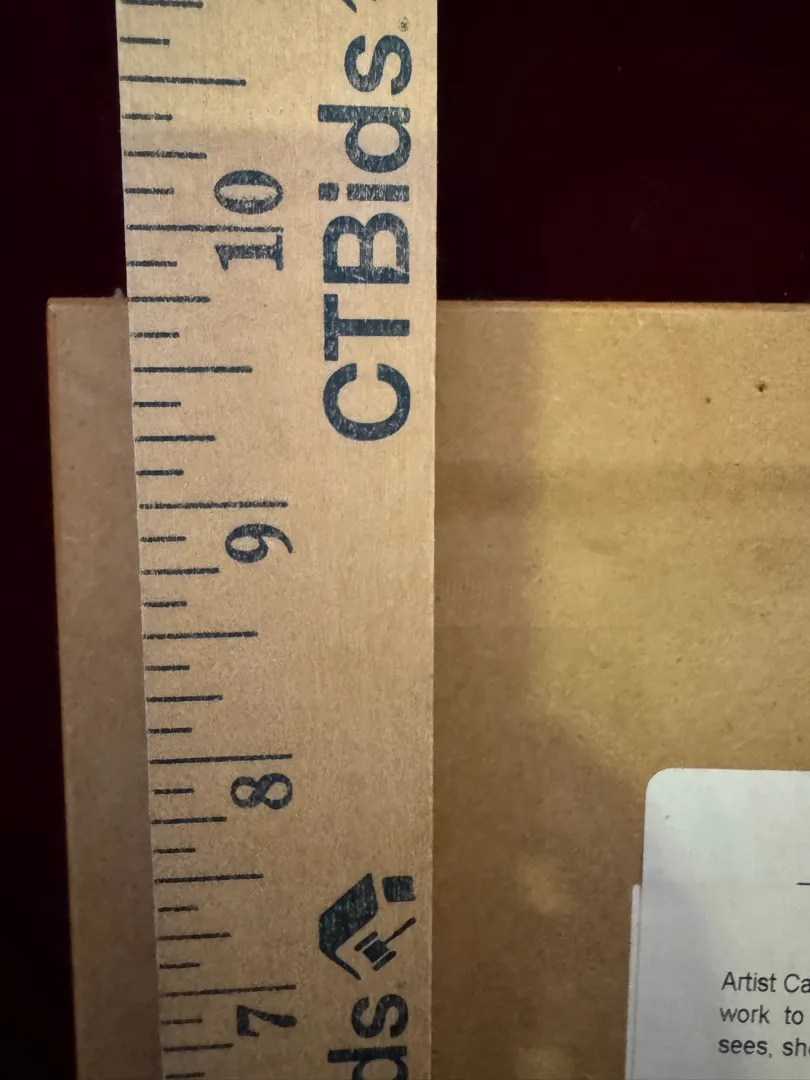 CTBids.®
10
9
8
7
ds
Artist Ca
work to
sees, sh